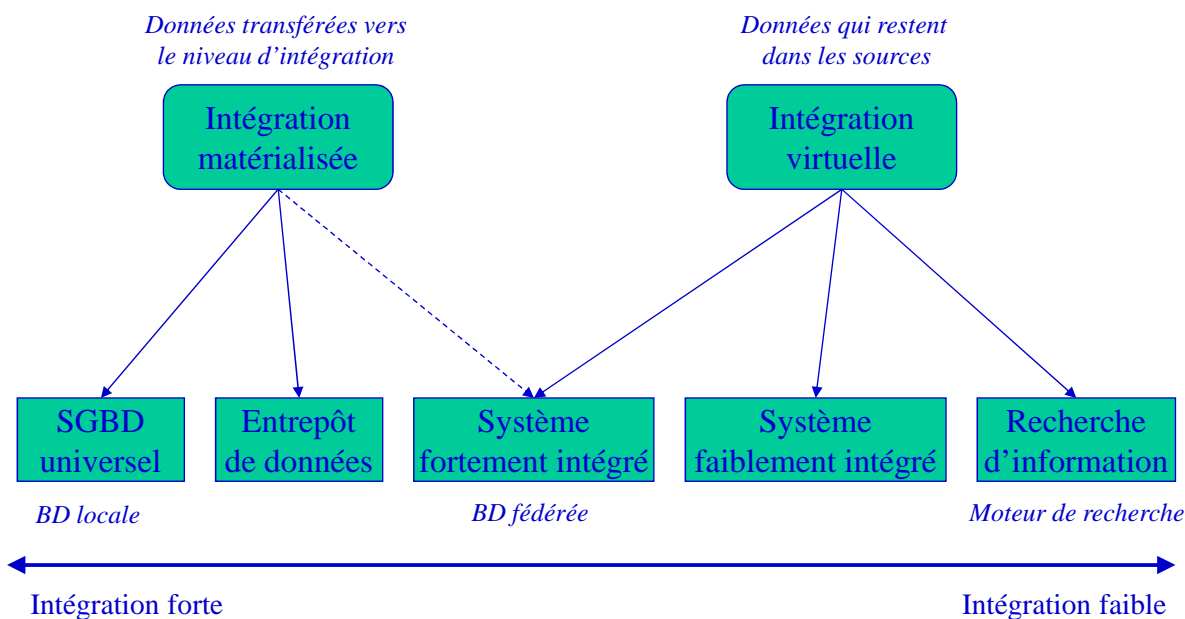 Données transférées vers
le niveau d'intégration
Données qui restent
dans les sources
Intégration
matérialisée
Intégration
virtuelle
SGBD
universel
Entrepôt
de données
Système
fortement intégré
Système
faiblement intégré
Recherche
d'information
BD locale
BD fédérée
Moteur de recherche
Intégration forte
Intégration faible